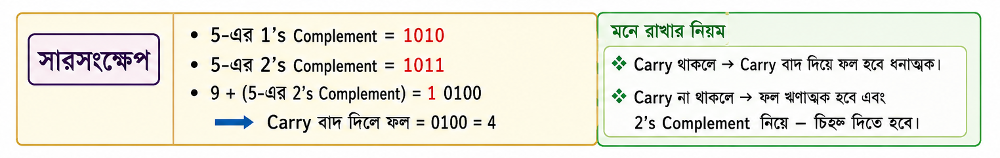 সারসংক্ষেপ
• 5-এর 1's Complement = 1010
• 5-এর 2's Complement = 1011
• 9 + (5-এর 2's Complement) = 1 0100
Carry বাদ দিলে ফল = 0100 = 4
মনে রাখার নিয়ম
❖ Carry থাকলে → Carry বাদ দিয়ে ফল হবে ধনাত্মক।
❖ Carry না থাকলে → ফল ঋণাত্মক হবে এবং
2's Complement নিয়ে – চিহ্ন দিতে হবে।